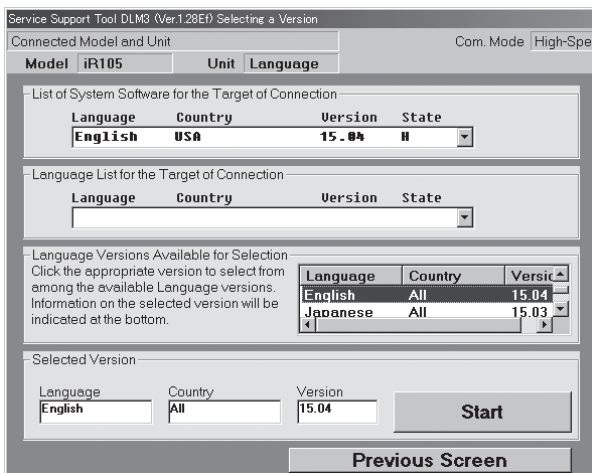 Service Support Tool DLM3 (Ver.1.28Ef) Selecting a Version
Connected Model and Unit
Com. Mode High-Spe
Model iR105 Unit Language
List of System Software for the Target of Connection
Language Country Version State
English USA 15.04 H
Language List for the Target of Connection
Language Country Version State
Language Versions Available for Selection
Click the appropriate version to select from
among the available Language versions.
Information on the selected version will be
indicated at the bottom.
Language Country Versic
English All 15.04
Japanese All 15.03
Selected Version
Language Country Version
English All 15.04
Start
Previous Screen